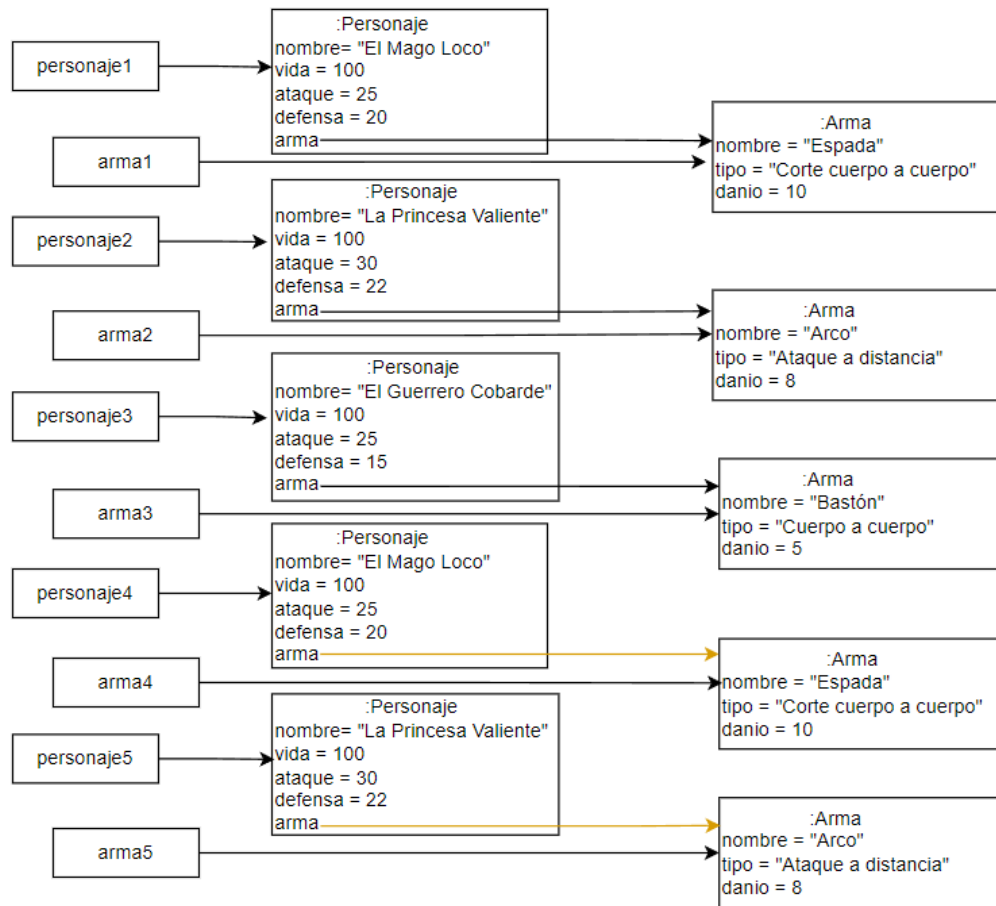 personaje1
:Personaje
nombre= "El Mago Loco"
vida = 100
ataque = 25
defensa = 20
arma
arma1
:Arma
nombre = "Espada"
tipo = "Corte cuerpo a cuerpo"
danio = 10
personaje2
:Personaje
nombre= "La Princesa Valiente"
vida = 100
ataque = 30
defensa = 22
arma
arma2
:Arma
nombre = "Arco"
tipo = "Ataque a distancia"
danio = 8
personaje3
:Personaje
nombre= "El Guerrero Cobarde"
vida = 100
ataque = 25
defensa = 15
arma
arma3
:Arma
nombre = "Bastón"
tipo = "Cuerpo a cuerpo"
danio = 5
personaje4
:Personaje
nombre= "El Mago Loco"
vida = 100
ataque = 25
defensa = 20
arma
arma4
:Arma
nombre = "Espada"
tipo = "Corte cuerpo a cuerpo"
danio = 10
personaje5
:Personaje
nombre= "La Princesa Valiente"
vida = 100
ataque = 30
defensa = 22
arma
arma5
:Arma
nombre = "Arco"
tipo = "Ataque a distancia"
danio = 8